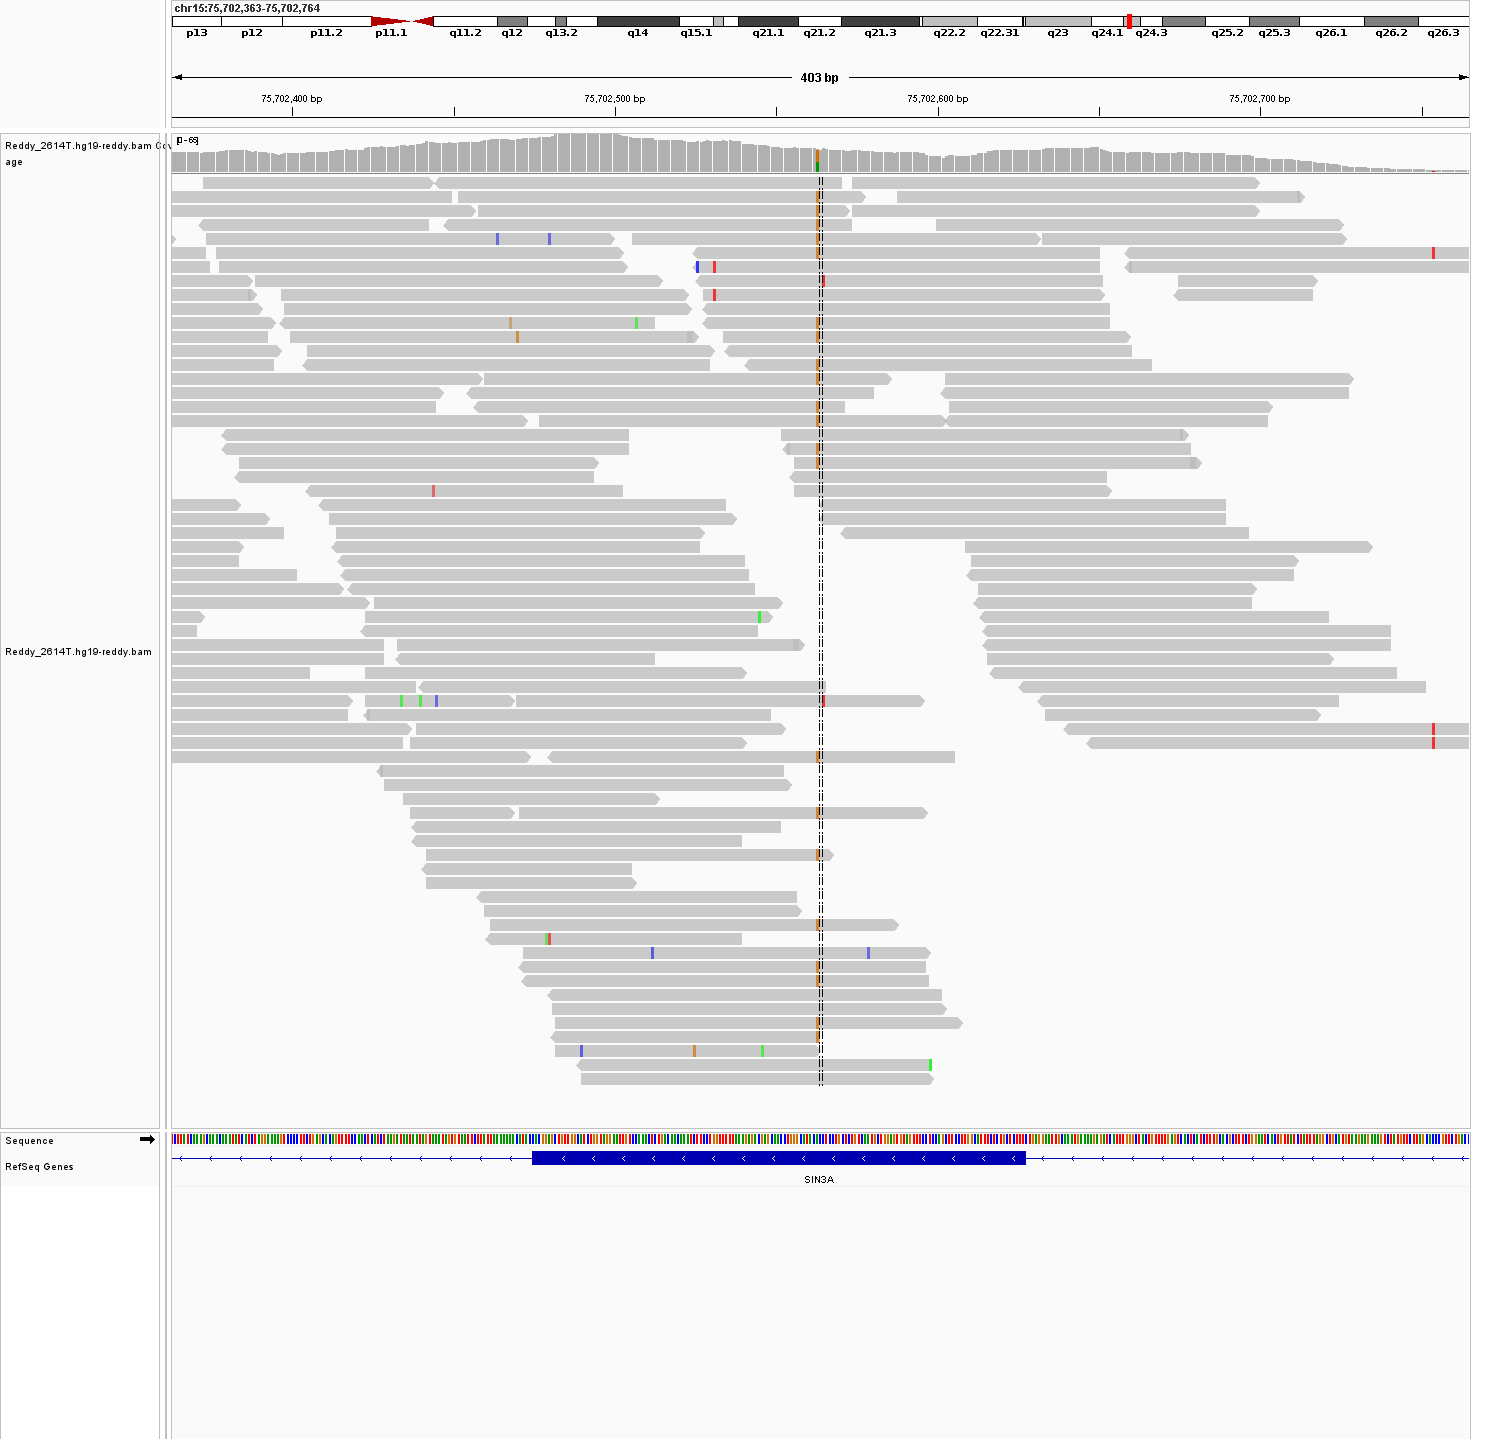 chr15:75,702,363-75,702,764
p13 p12 p11.2 p11.1 q11.2 q12 q13.2 q14 q15.1 q21.1 q21.2 q21.3 q22.2 q22.31 q23 q24.1 q24.3 q25.2 q25.3 q26.1 q26.2 q26.3
403 bp
75,702,400 bp 75,702,500 bp 75,702,600 bp 75,702,700 bp
Reddy_2614T.hg19-reddy.bam Cov
age
[0 - 69]
Reddy_2614T.hg19-reddy.bam
Sequence
RefSeq Genes
SIN3A